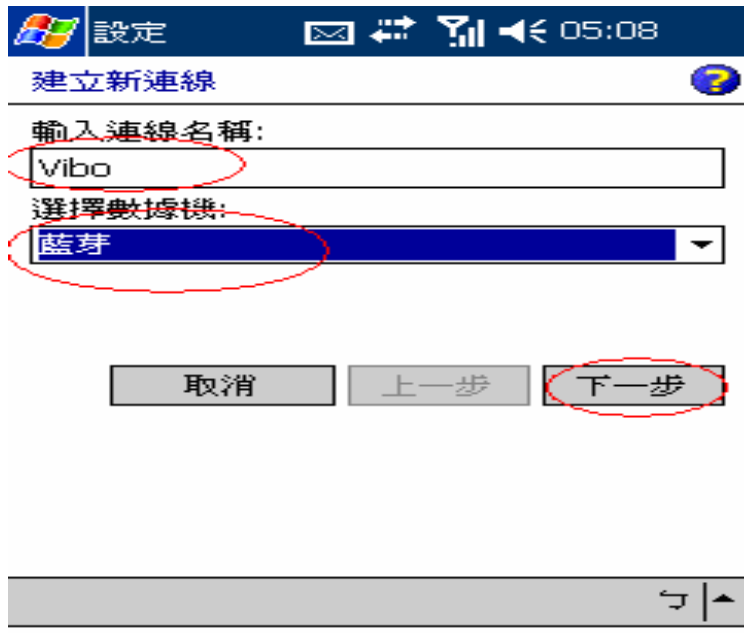 設定 05:08
建立新連線
輸入連線名稱:
Vibo
選擇數據機:
藍芽
取消 上一步 下一步
ㄅ